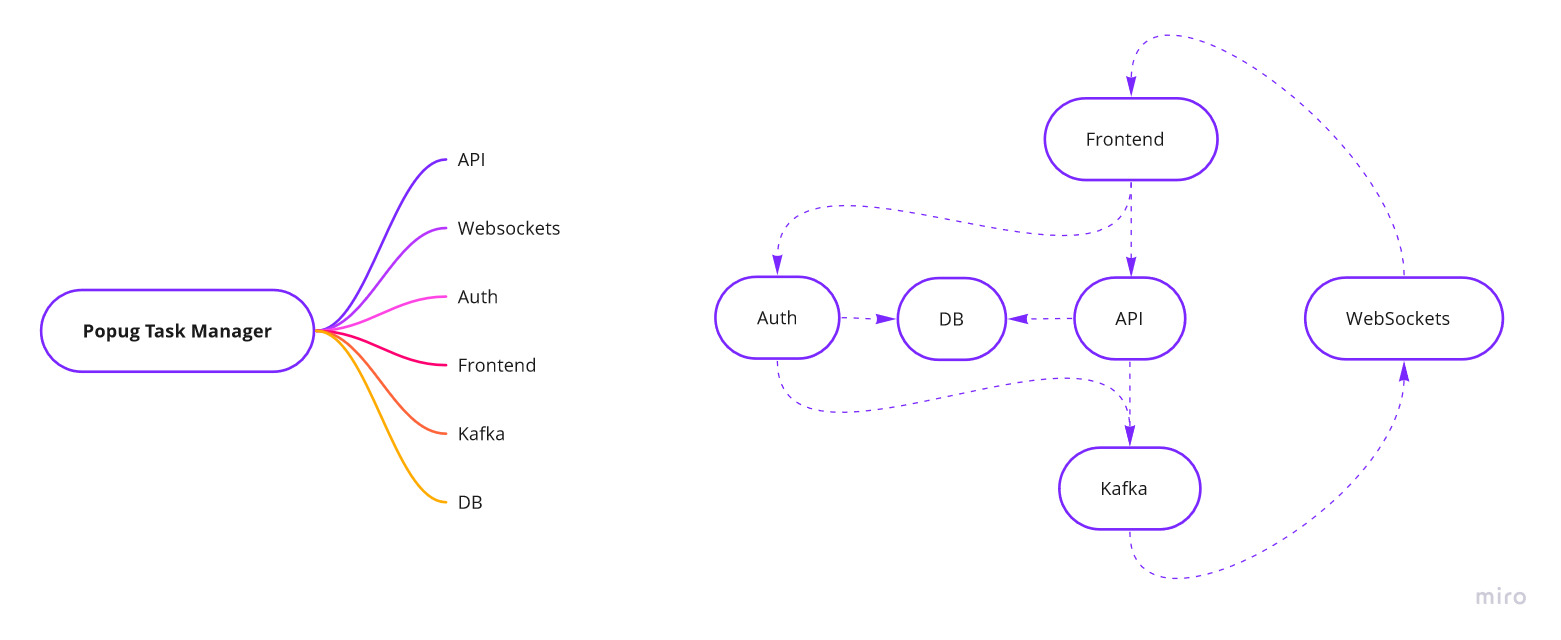 Popug Task Manager
API
Websockets
Auth
Frontend
Kafka
DB
Frontend
Auth
DB
API
WebSockets
Kafka
miro